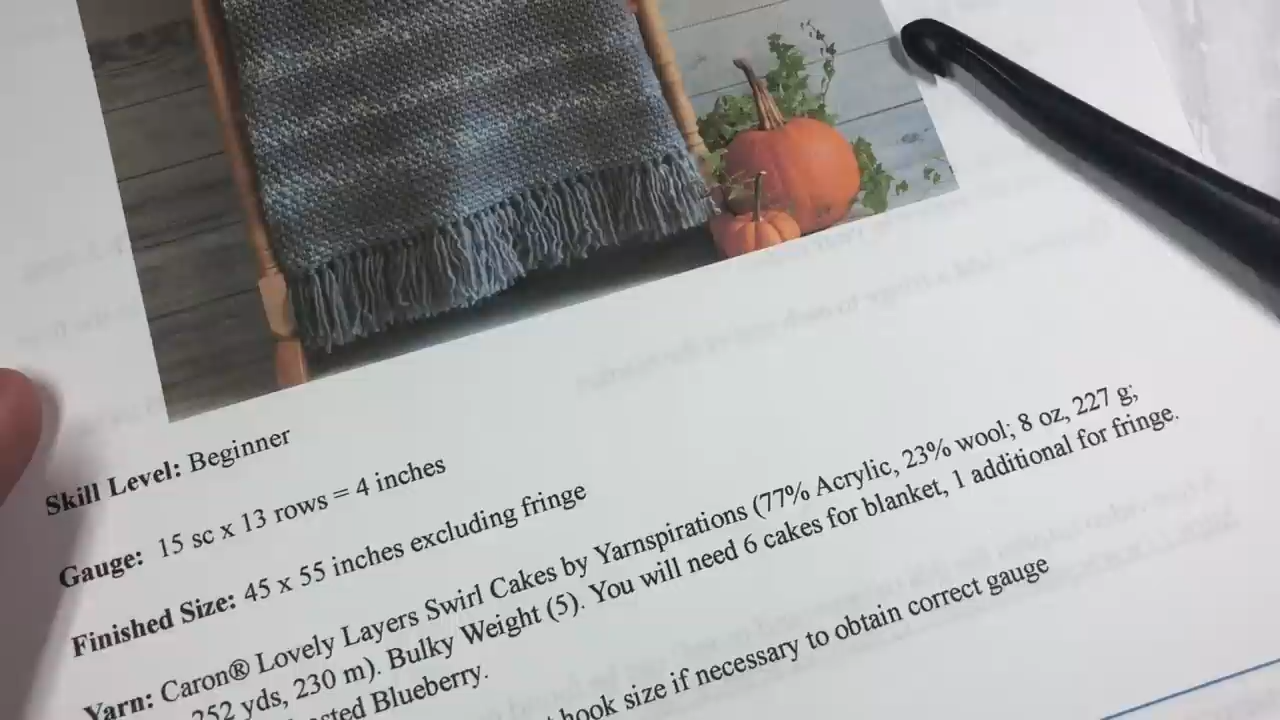 Skill Level: Beginner
Gauge: 15 sc x 13 rows = 4 inches
Finished Size: 45 x 55 inches excluding fringe
Yarn: Caron® Lovely Layers Swirl Cakes by Yarnspirations (77% Acrylic, 23% wool; 8 oz, 227 g;
252 yds, 230 m). Bulky Weight (5). You will need 6 cakes for blanket, 1 additional for fringe.
Blueberry.
hook size if necessary to obtain correct gauge